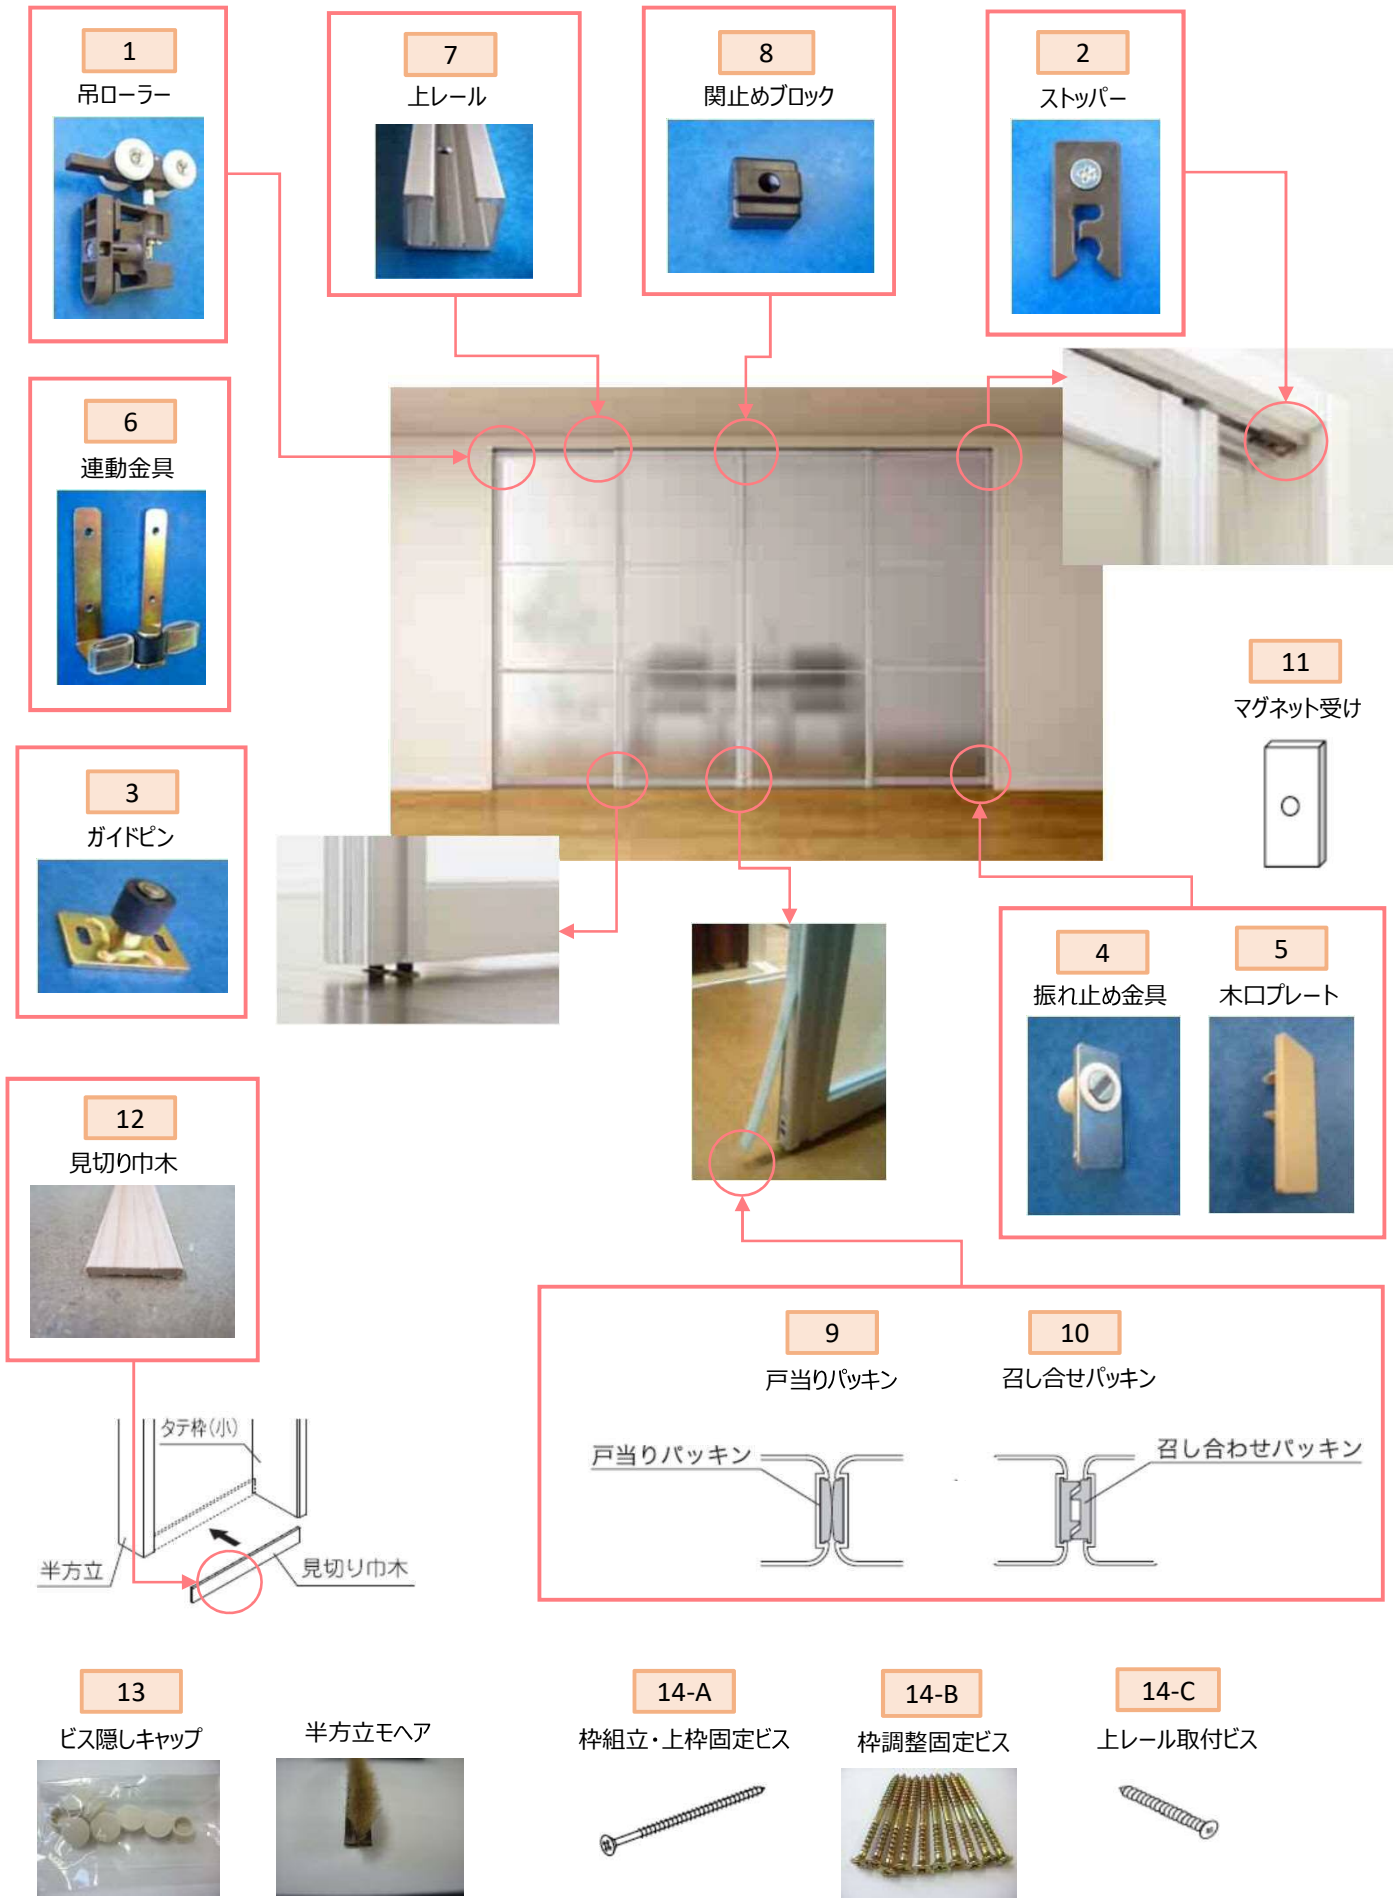 1
吊ローラー
7
上レール
8
関止めブロック
2
ストッパー
6
連動金具
11
マグネット受け
3
ガイドピン
4
振れ止め金具
5
木口プレート
12
見切り巾木
9
戸当りパッキン
10
召し合せパッキン
戸当りパッキン
召し合わせパッキン
タテ枠(小)
半方立
見切り巾木
13
ビス隠しキャップ
半方立モヘア
14-A
枠組立・上枠固定ビス
14-B
枠調整固定ビス
14-C
上レール取付ビス